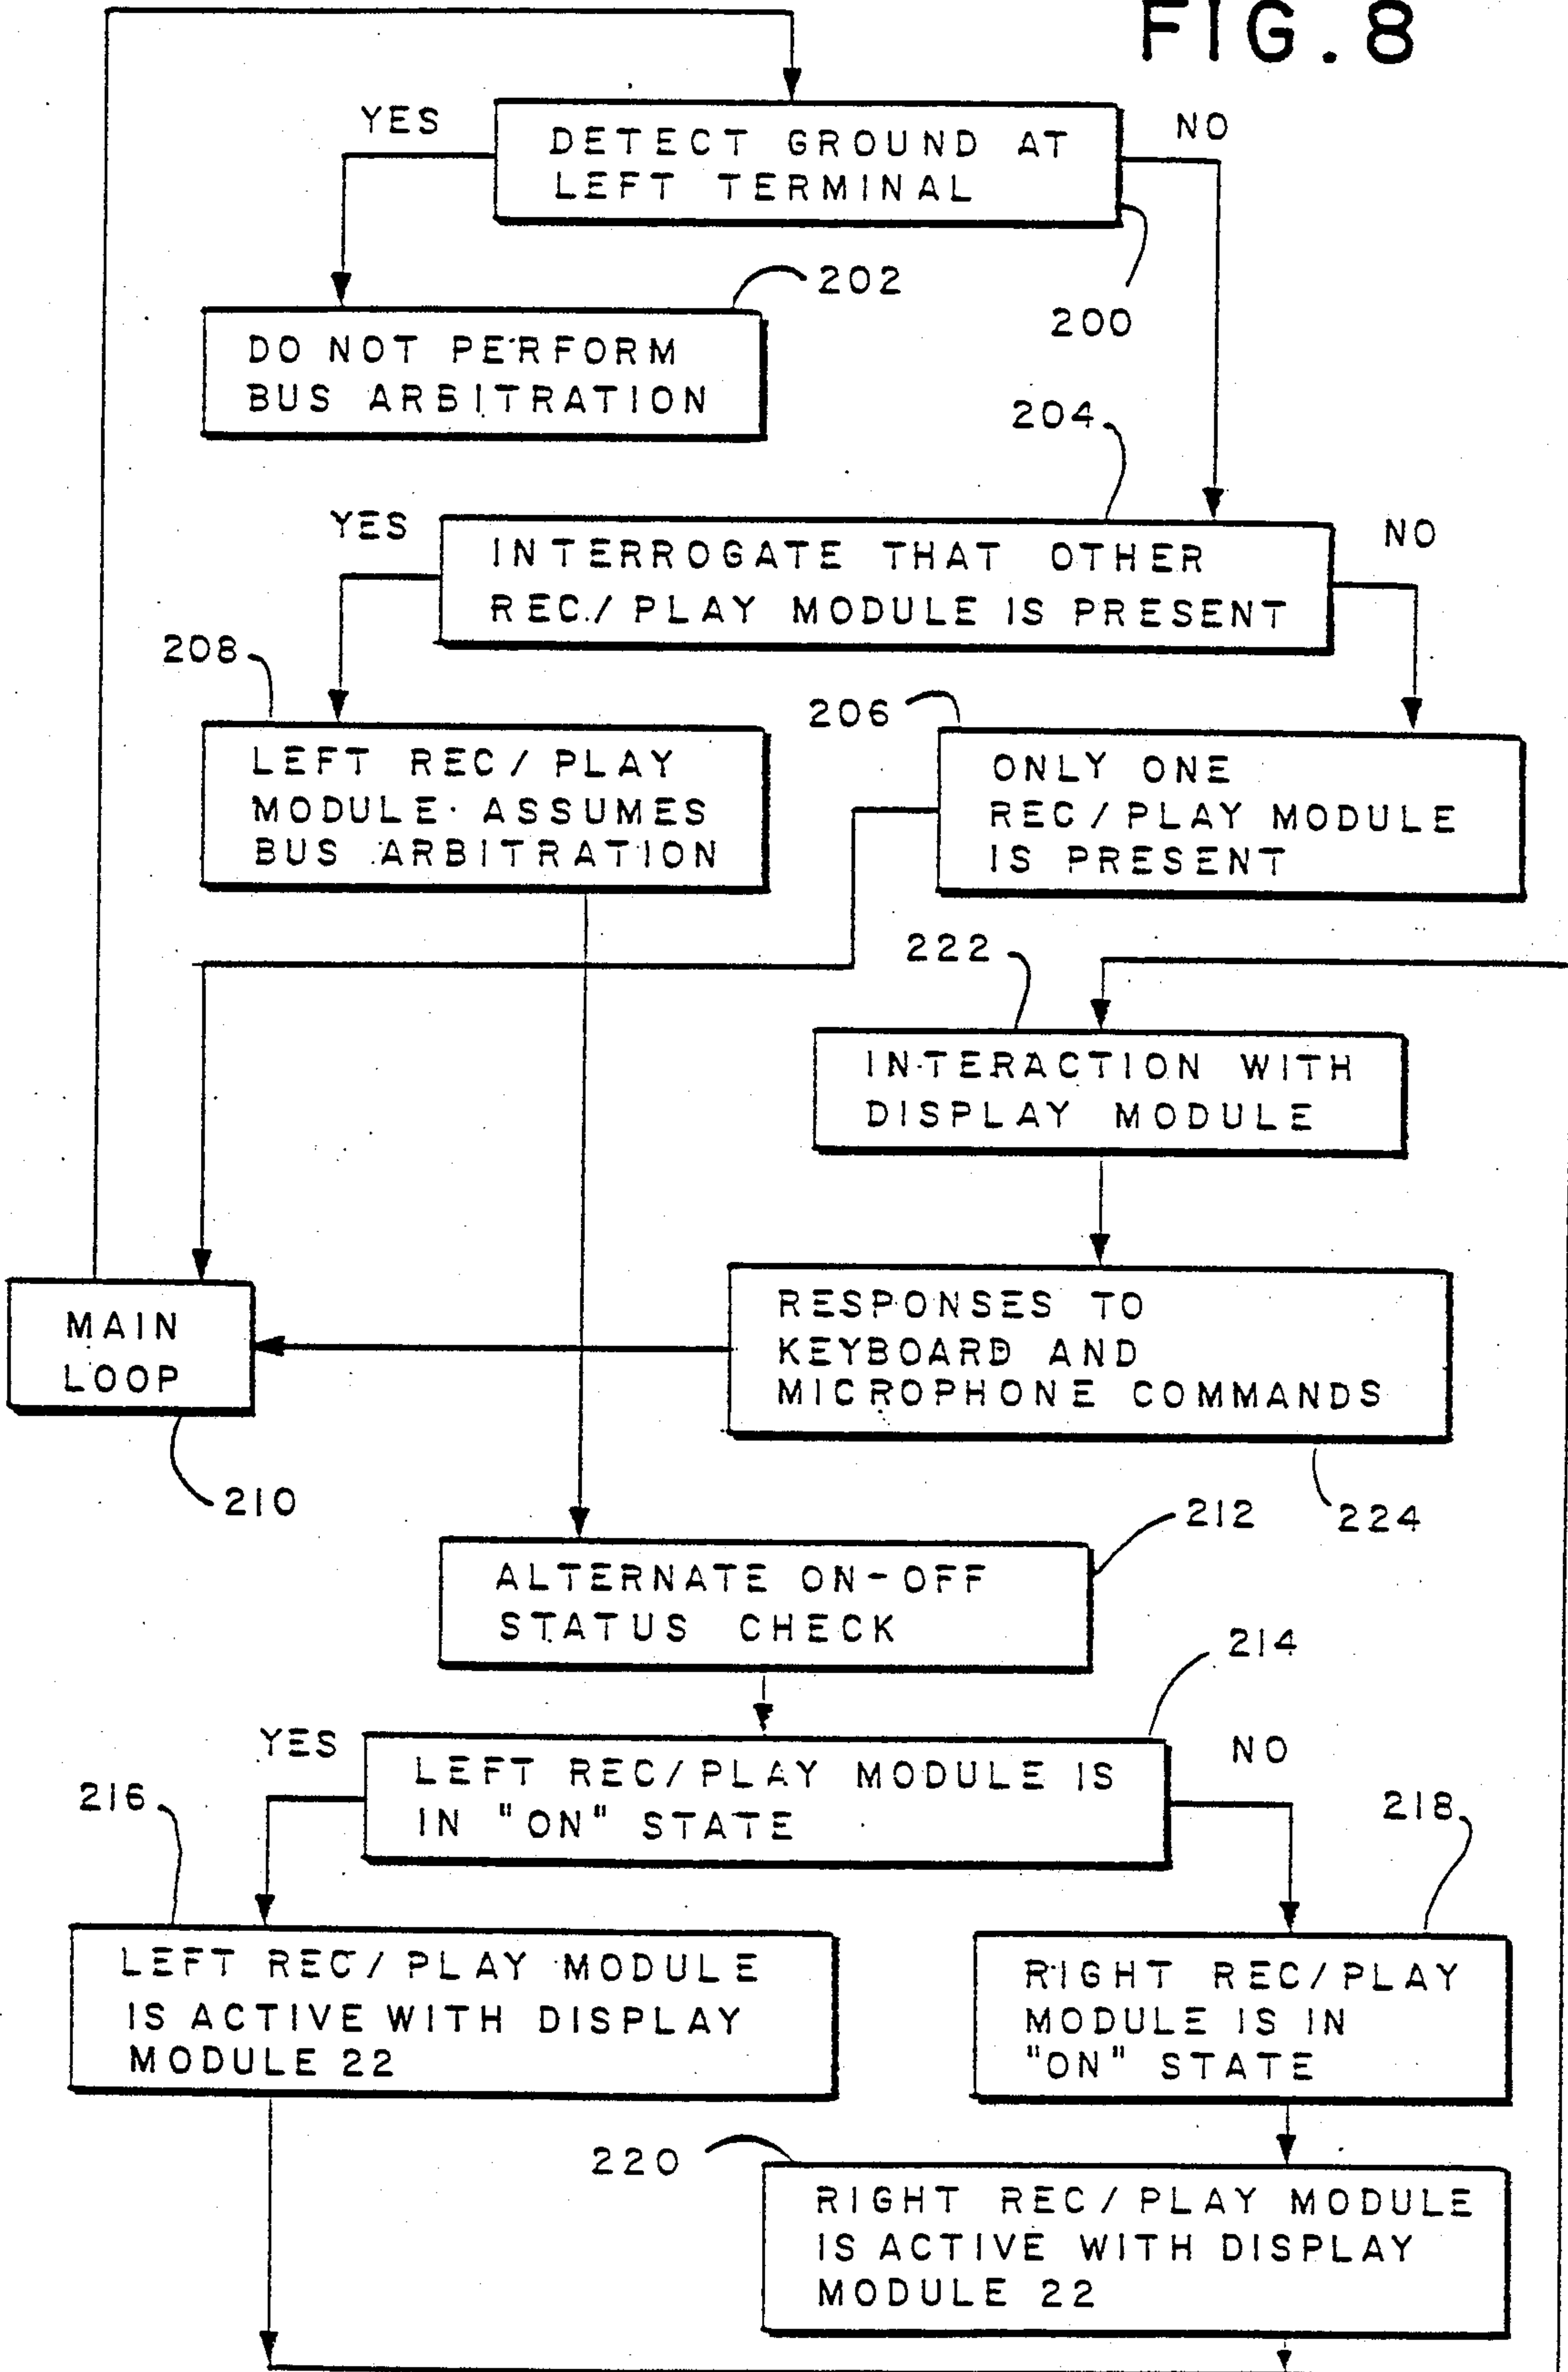 FIG. 8
YES
DETECT GROUND AT
LEFT TERMINAL
NO
202
200
DO NOT PERFORM
BUS ARBITRATION
204
YES
INTERROGATE THAT OTHER
REC./PLAY MODULE IS PRESENT
NO
208
206
LEFT REC/PLAY
MODULE ASSUMES
BUS ARBITRATION
ONLY ONE
REC/PLAY MODULE
IS PRESENT
222
INTERACTION WITH
DISPLAY MODULE
MAIN
LOOP
RESPONSES TO
KEYBOARD AND
MICROPHONE COMMANDS
210
224
212
ALTERNATE ON-OFF
STATUS CHECK
214
YES
LEFT REC/PLAY MODULE IS
IN "ON" STATE
NO
216
218
LEFT REC/PLAY MODULE
IS ACTIVE WITH DISPLAY
MODULE 22
RIGHT REC/PLAY
MODULE IS IN
"ON" STATE
220
RIGHT REC/PLAY MODULE
IS ACTIVE WITH DISPLAY
MODULE 22